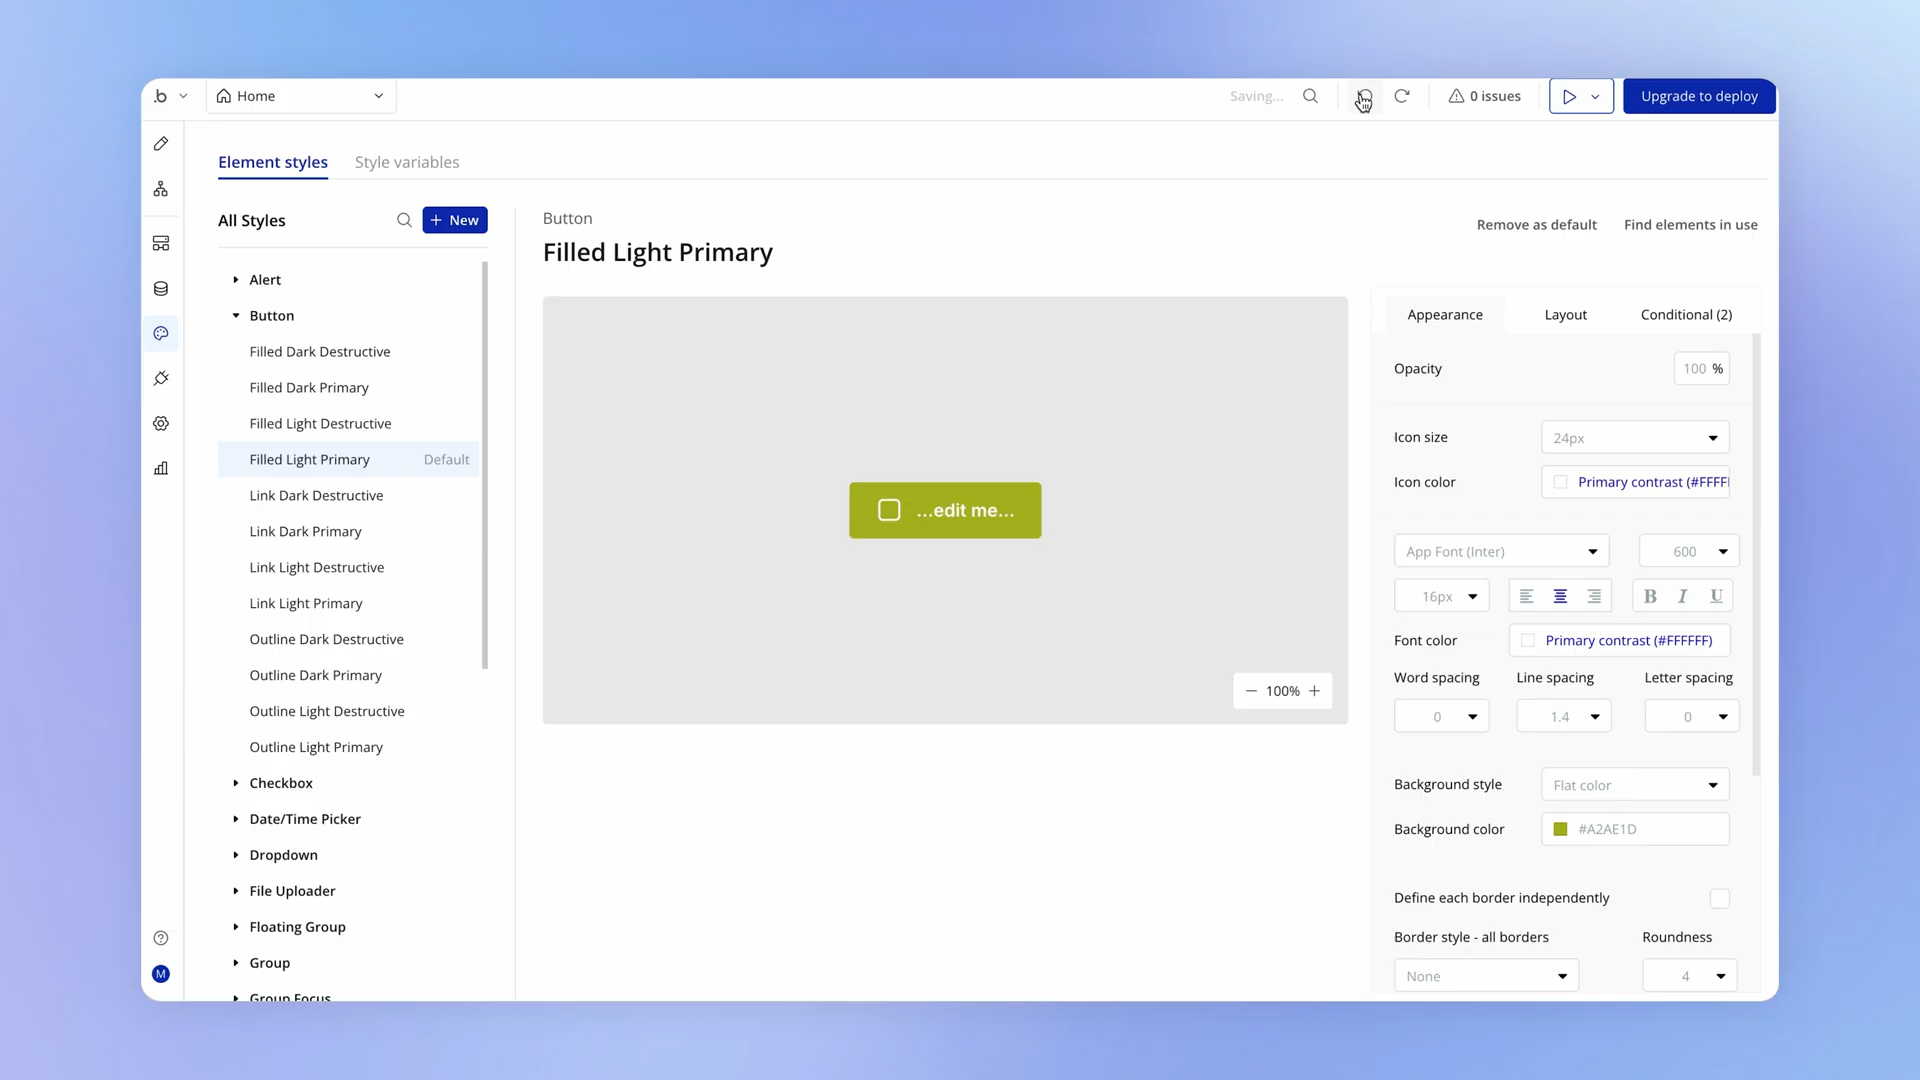 .b
Home
Saving...
0 issues
Upgrade to deploy
Element styles
Style variables
All Styles
+ New
Alert
Button
Filled Dark Destructive
Filled Dark Primary
Filled Light Destructive
Filled Light Primary
Default
Link Dark Destructive
Link Dark Primary
Link Light Destructive
Link Light Primary
Outline Dark Destructive
Outline Dark Primary
Outline Light Destructive
Outline Light Primary
Checkbox
Date/Time Picker
Dropdown
File Uploader
Floating Group
Group
Group Focus
M
Button
Filled Light Primary
Remove as default
Find elements in use
...edit me...
100%
Appearance
Layout
Conditional (2)
Opacity
100 %
Icon size
24px
Icon color
Primary contrast (#FFFF
App Font (Inter)
600
16px
B I U
Font color
Primary contrast (#FFFFFF)
Word spacing
Line spacing
Letter spacing
0
1.4
0
Background style
Flat color
Background color
#A2AE1D
Define each border independently
Border style - all borders
Roundness
None
4